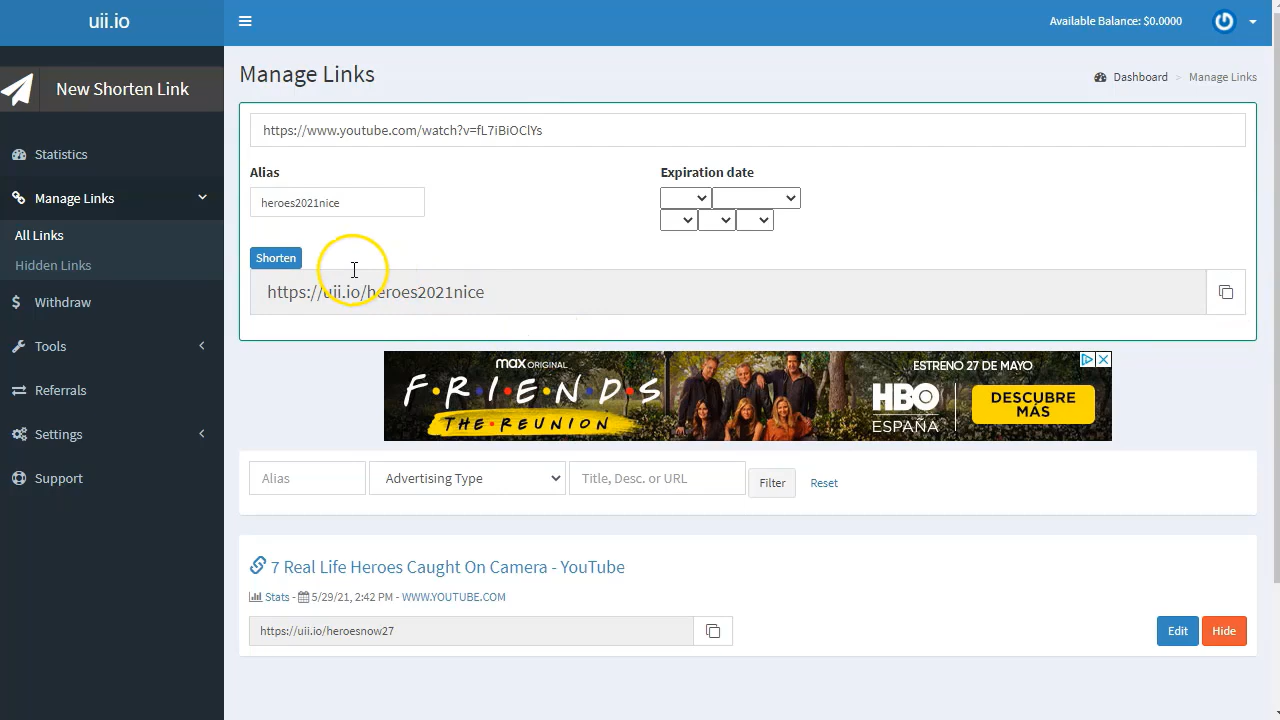 uii.io
Available Balance: $0.0000
New Shorten Link
Manage Links
Dashboard > Manage Links
https://www.youtube.com/watch?v=fL7iBiOClYs
Statistics
Alias
Expiration date
Manage Links
heroes2021nice
All Links
Shorten
Hidden Links
https://uii.io/heroes2021nice
Withdraw
Tools
Referrals
Settings
Support
max ORIGINAL
FRIENDS
THE REUNION
ESTRENO 27 DE MAYO
HBO
ESPAÑA
DESCUBRE
MÁS
Alias
Advertising Type
Title, Desc. or URL
Filter
Reset
7 Real Life Heroes Caught On Camera - YouTube
Stats - 5/29/21, 2:42 PM - WWW.YOUTUBE.COM
https://uii.io/heroesnow27
Edit
Hide